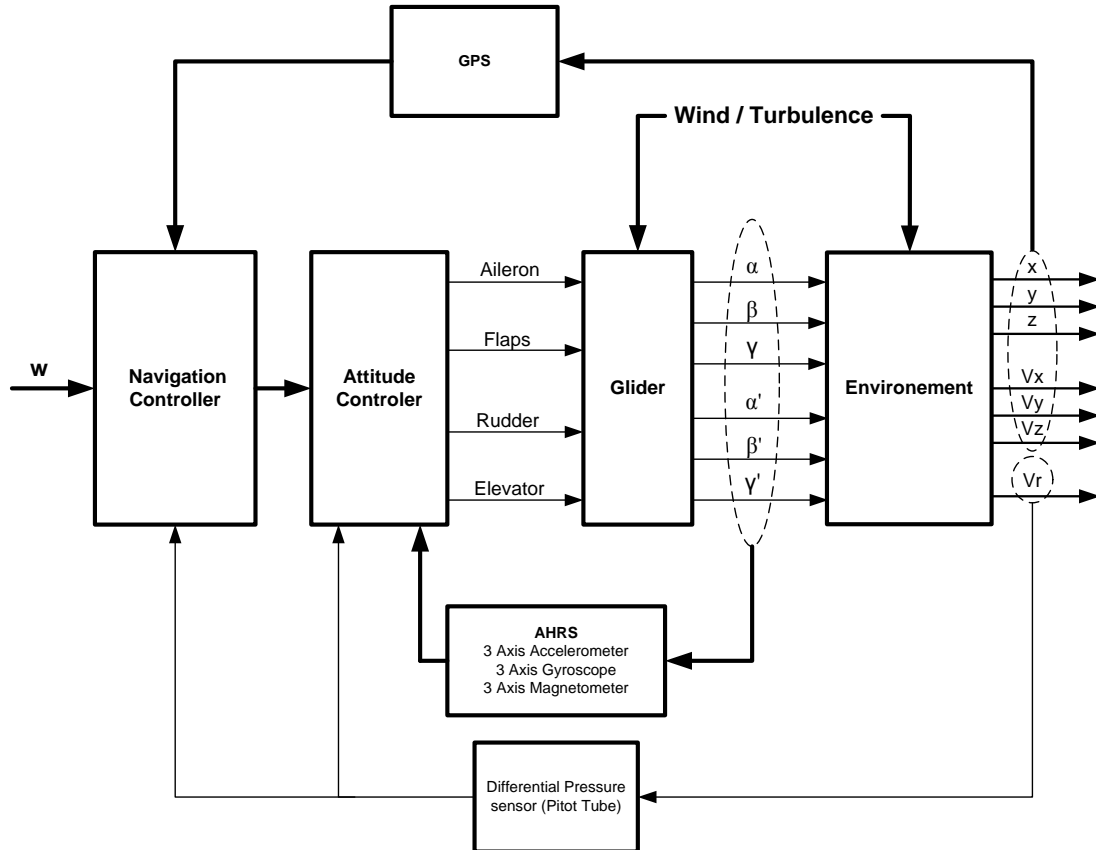 GPS
Wind / Turbulence
w
Navigation
Controller
Attitude
Controler
Aileron
Flaps
Rudder
Elevator
Glider
α
β
γ
α'
β'
γ'
Environement
x
y
z
Vx
Vy
Vz
Vr
AHRS
3 Axis Accelerometer
3 Axis Gyroscope
3 Axis Magnetometer
Differential Pressure
sensor (Pitot Tube)